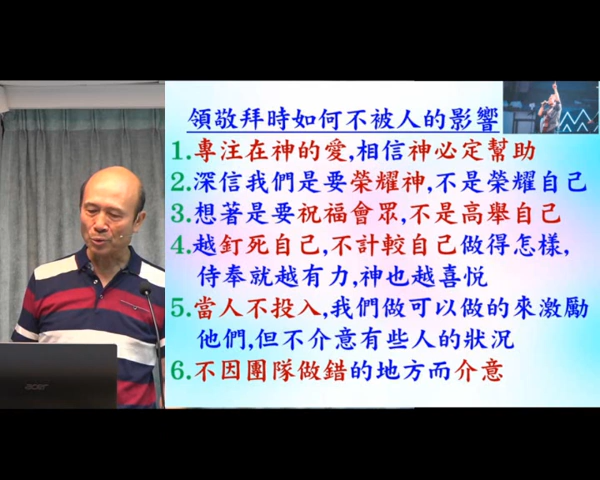 領敬拜時如何不被人的影響
1.專注在神的愛,相信神必定幫助
2.深信我們是要榮耀神,不是榮耀自己
3.想著是要祝福會眾,不是高舉自己
4.越釘死自己,不計較自己做得怎樣,
侍奉就越有力,神也越喜悅
5.當人不投入,我們做可以做的來激勵
他們,但不介意有些人的狀況
6.不因團隊做錯的地方而介意
acer